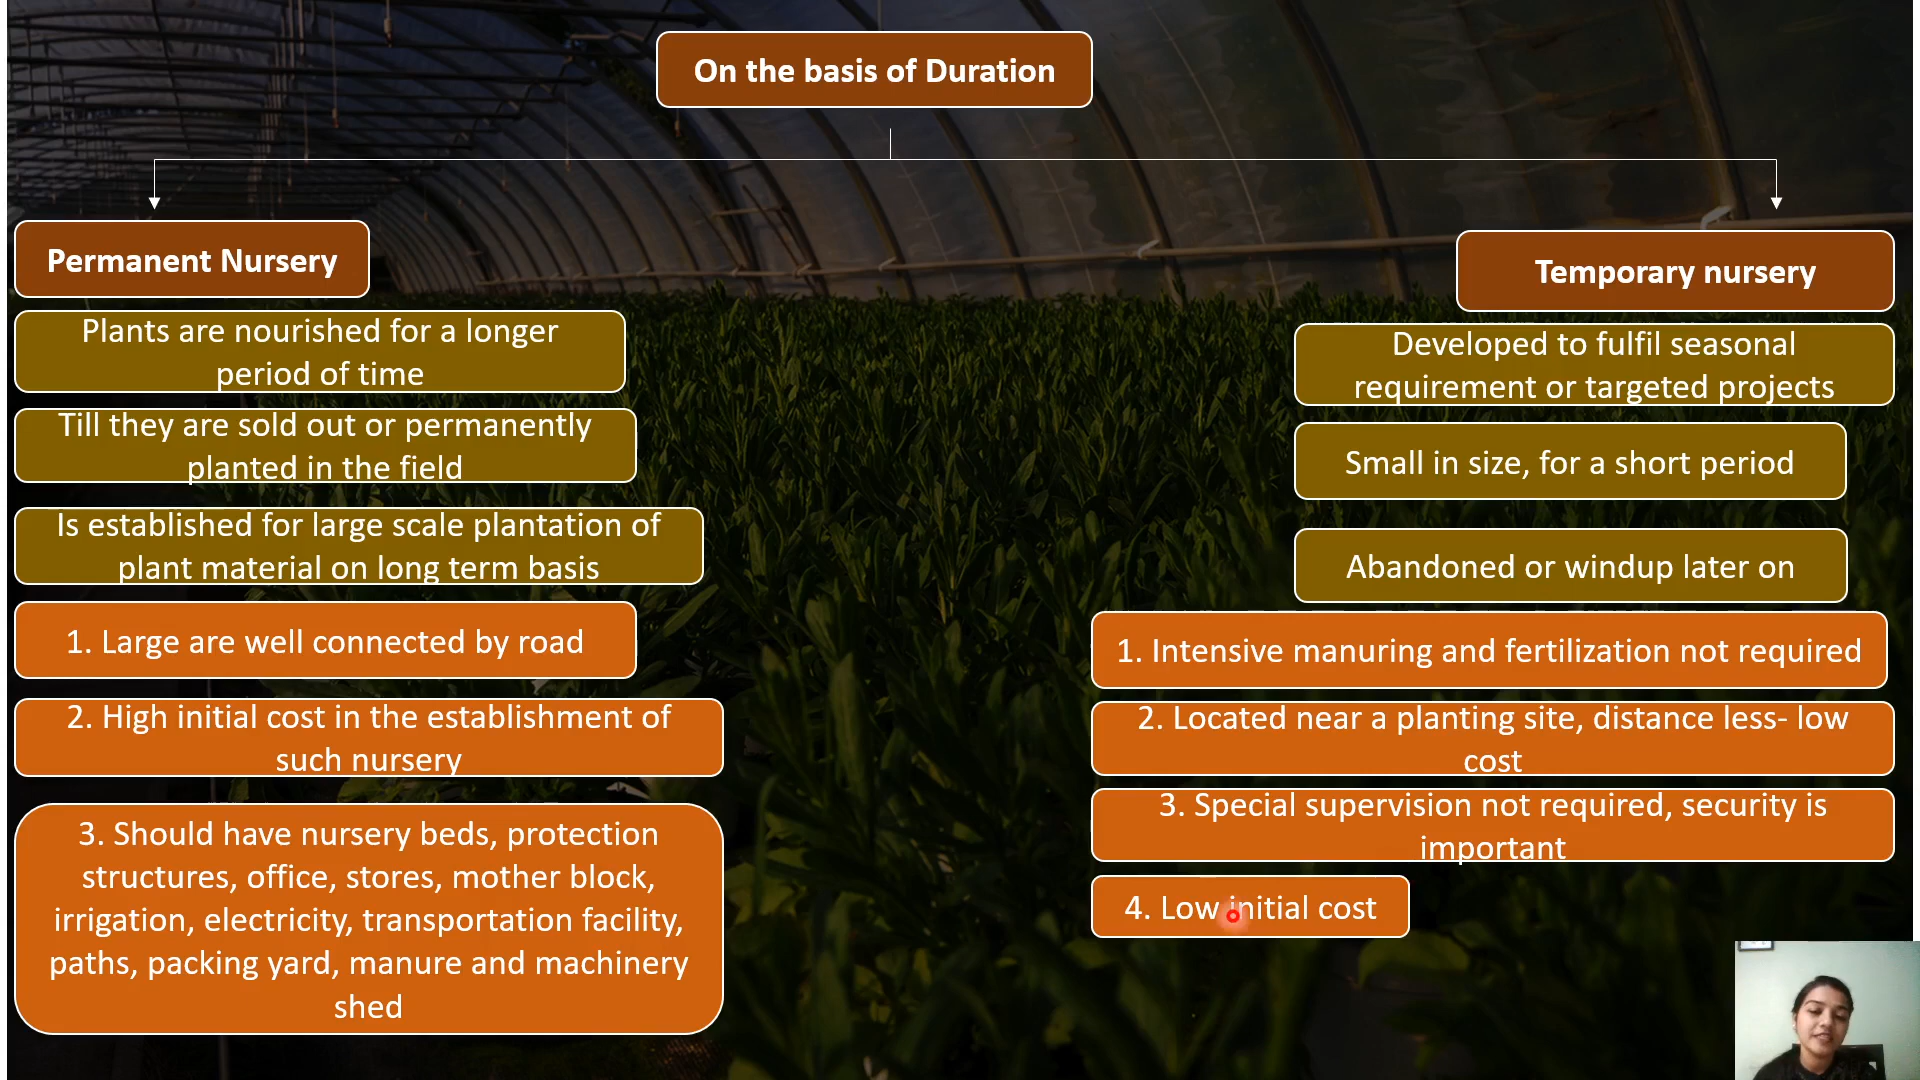 On the basis of Duration
Permanent Nursery
Plants are nourished for a longer
period of time
Till they are sold out or permanently
planted in the field
Is established for large scale plantation of
plant material on long term basis
1. Large are well connected by road
2. High initial cost in the establishment of
such nursery
3. Should have nursery beds, protection
structures, office, stores, mother block,
irrigation, electricity, transportation facility,
paths, packing yard, manure and machinery
shed
Temporary nursery
Developed to fulfil seasonal
requirement or targeted projects
Small in size, for a short period
Abandoned or windup later on
1. Intensive manuring and fertilization not required
2. Located near a planting site, distance less- low
cost
3. Special supervision not required, security is
important
4. Low initial cost